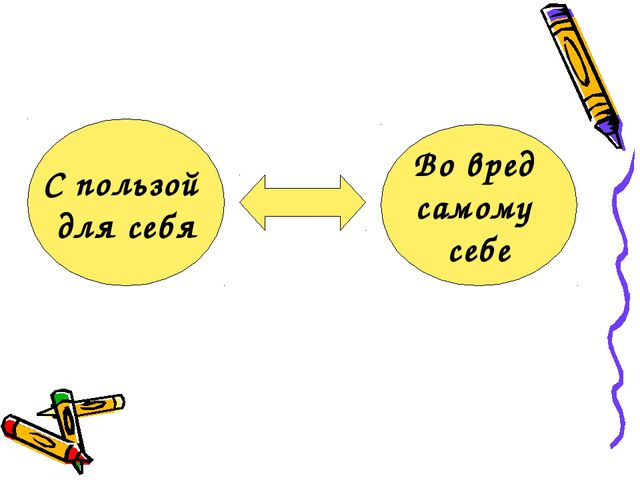 С пользой
для себя
Во вред
самому
себе